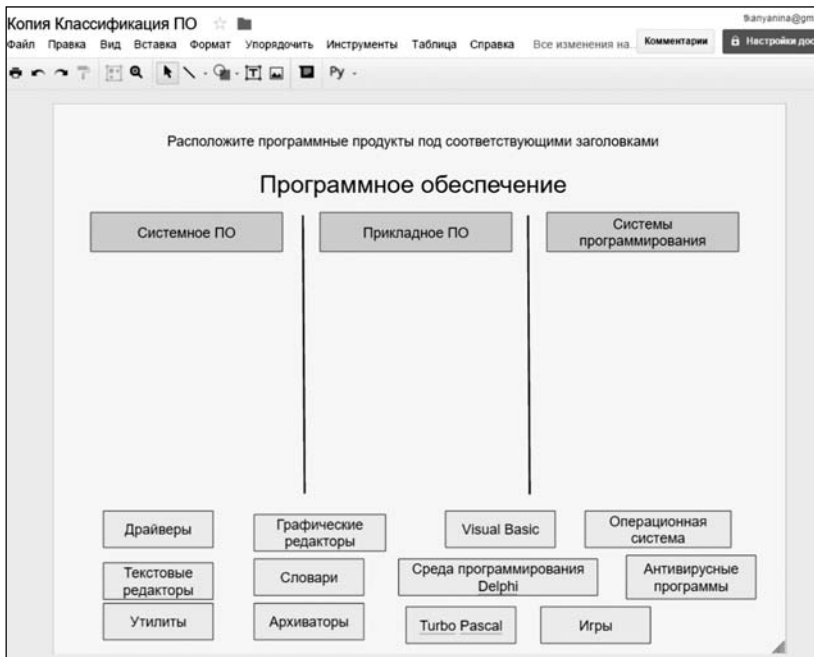 Копия Классификация ПО
Файл Правка Вид Вставка Формат Упорядочить Инструменты Таблица Справка Все изменения на.. Комментарии Настройки дос
Ру
Расположите программные продукты под соответствующими заголовками
Программное обеспечение
Системное ПО
Прикладное ПО
Системы
программирования
Драйверы
Графические
редакторы
Visual Basic
Операционная
система
Текстовые
редакторы
Словари
Среда программирования
Delphi
Антивирусные
программы
Утилиты
Архиваторы
Turbo Pascal
Игры